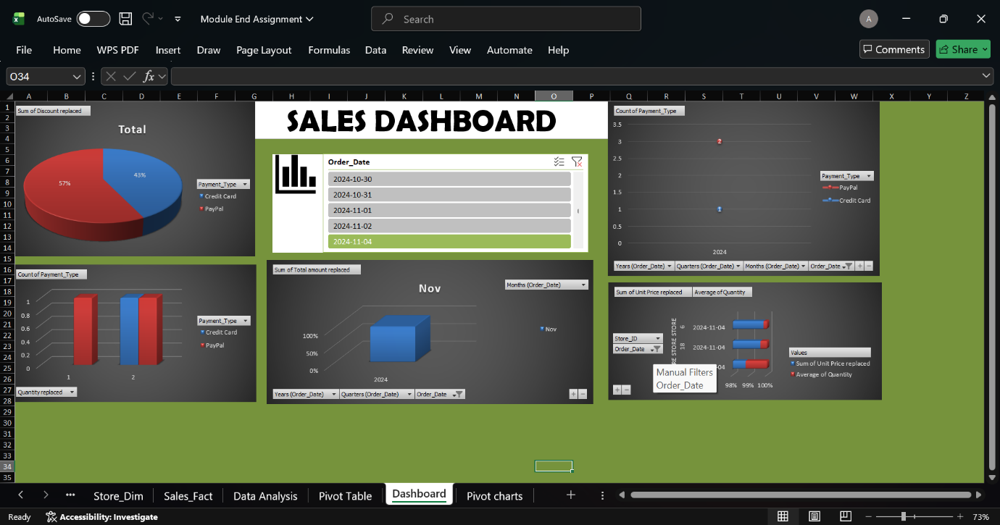 AutoSave
Module End Assignment
Search
A
File Home WPS PDF Insert Draw Page Layout Formulas Data Review View Automate Help
Comments
Share
O34
fx
A B C D E F G H I J K L M N O P Q R S T U V W X Y Z
1
2
3
4
5
6
7
8
9
10
11
12
13
14
15
16
17
18
19
20
21
22
23
24
25
26
27
28
29
30
31
32
33
34
35
Sum of Discount replaced
Total
57%
43%
Payment_Type
Credit Card
PayPal
SALES DASHBOARD
Order_Date
2024-10-30
2024-10-31
2024-11-01
2024-11-02
2024-11-04
Count of Payment_Type
3.5
3
2.5
2
1.5
1
0.5
0
2
1
2024
Payment_Type
PayPal
Credit Card
Years (Order_Date) Quarters (Order_Date) Months (Order_Date) Order_Date
Count of Payment_Type
1
0.8
0.6
0.4
0.2
0
1 2
Payment_Type
Credit Card
PayPal
Quantity replaced
Sum of Total amount replaced
Nov
Months (Order_Date)
100%
50%
0%
2024
Nov
Years (Order_Date) Quarters (Order_Date) Order_Date
Sum of Unit Price replaced Average of Quantity
Store_ID
Order_Date
RE STORE STORE
6
18
2024-11-04
2024-11-04
04
98% 99% 100%
Values
Sum of Unit Price replaced
Average of Quantity
Manual Filters
Order_Date
Store_Dim Sales_Fact Data Analysis Pivot Table Dashboard Pivot charts
Ready
Accessibility: Investigate
73%